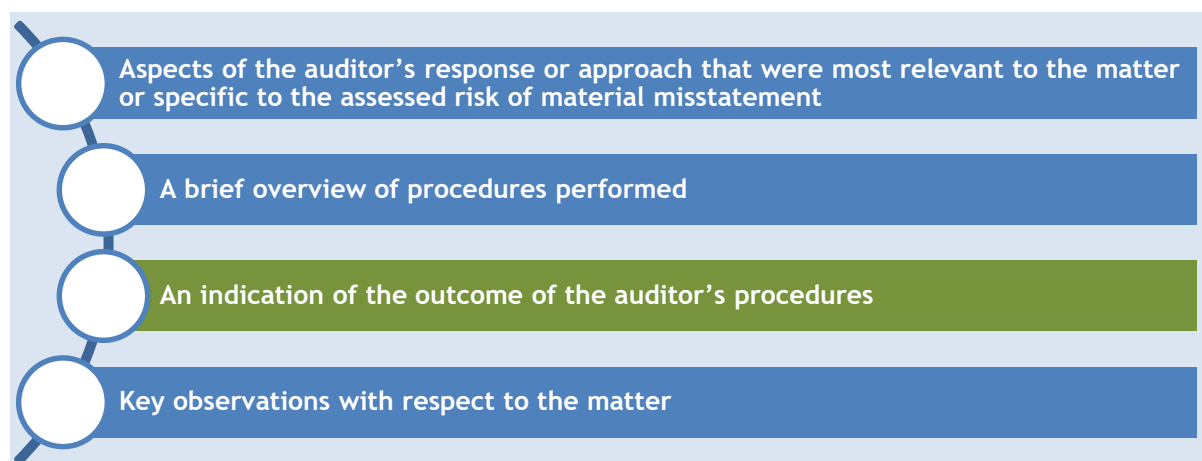 Aspects of the auditor’s response or approach that were most relevant to the matter
or specific to the assessed risk of material misstatement
A brief overview of procedures performed
An indication of the outcome of the auditor’s procedures
Key observations with respect to the matter